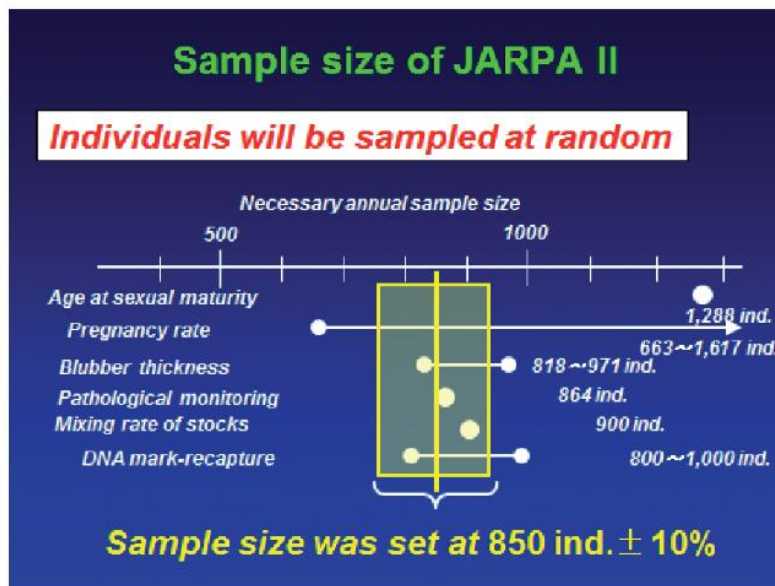 Sample size of JARPA II
Individuals will be sampled at random
Necessary annual sample size
500 1000
Age at sexual maturity
1,288 ind.
Pregnancy rate
663~1,617 ind.
Blubber thickness 818~971 ind.
Pathological monitoring 864 ind.
Mixing rate of stocks 900 ind.
DNA mark-recapture 800~1,000 ind.
Sample size was set at 850 ind.± 10%